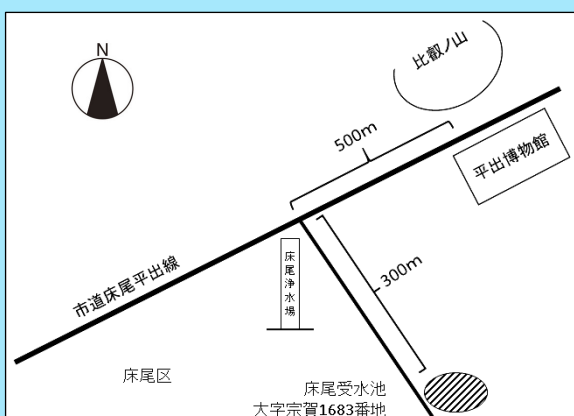 N
比叡ノ山
500m
平出博物館
市道床尾平出線
床尾浄水場
300m
床尾区
床尾受水池
大字宗賀1683番地